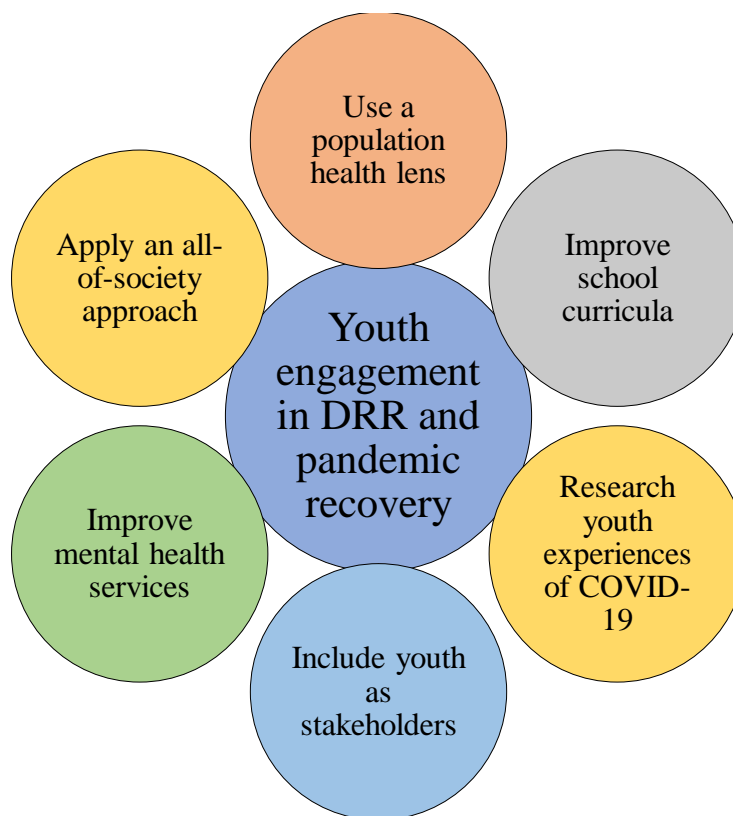 Use a
population
health lens
Improve
school
curricula
Research
youth
experiences
of COVID-
19
Include youth
as
stakeholders
Improve
mental health
services
Apply an all-
of-society
approach
Youth
engagement
in DRR and
pandemic
recovery